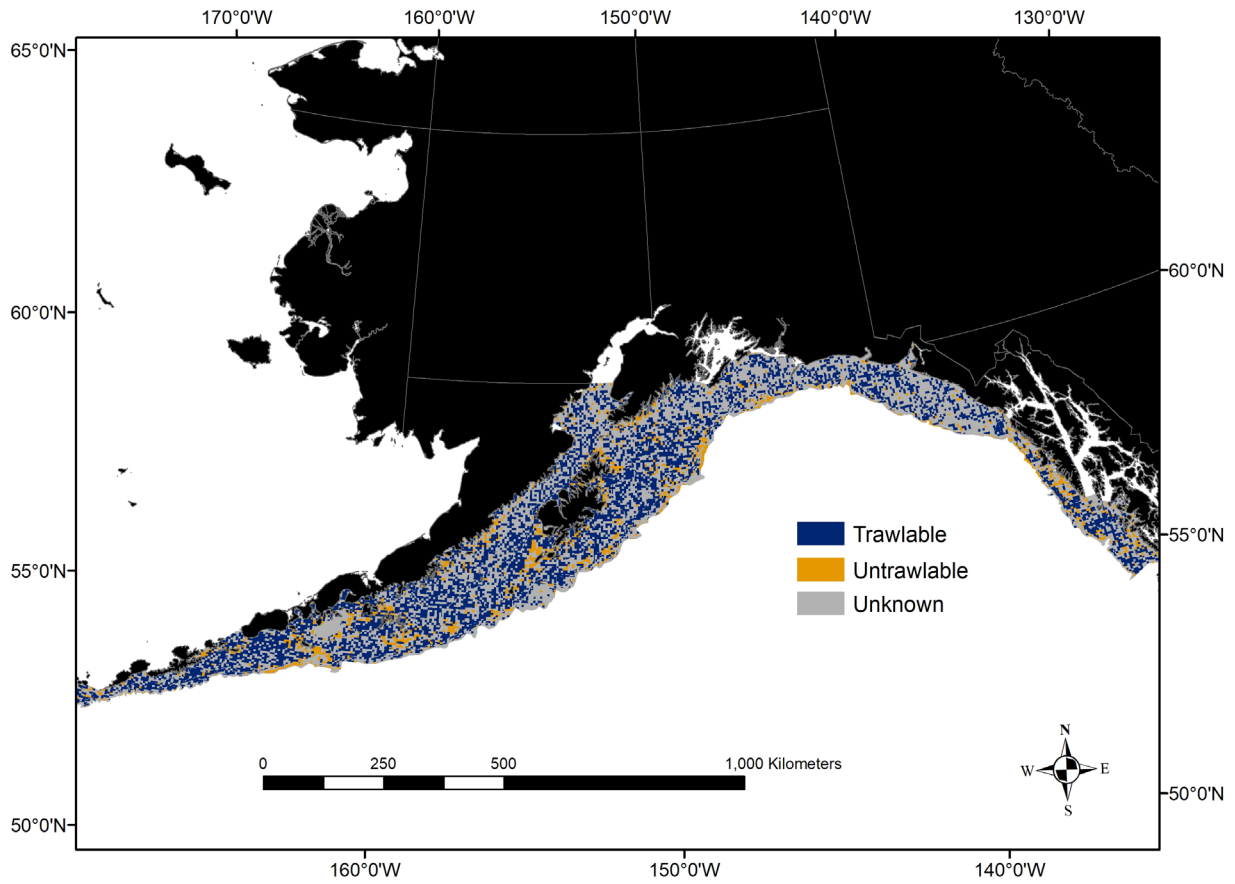 170°0'W 160°0'W 150°0'W 140°0'W 130°0'W
65°0'N
60°0'N
60°0'N
55°0'N
55°0'N
Trawlable
Untrawlable
Unknown
N
W E
S
0 250 500 1,000 Kilometers
50°0'N
50°0'N
160°0'W 150°0'W 140°0'W